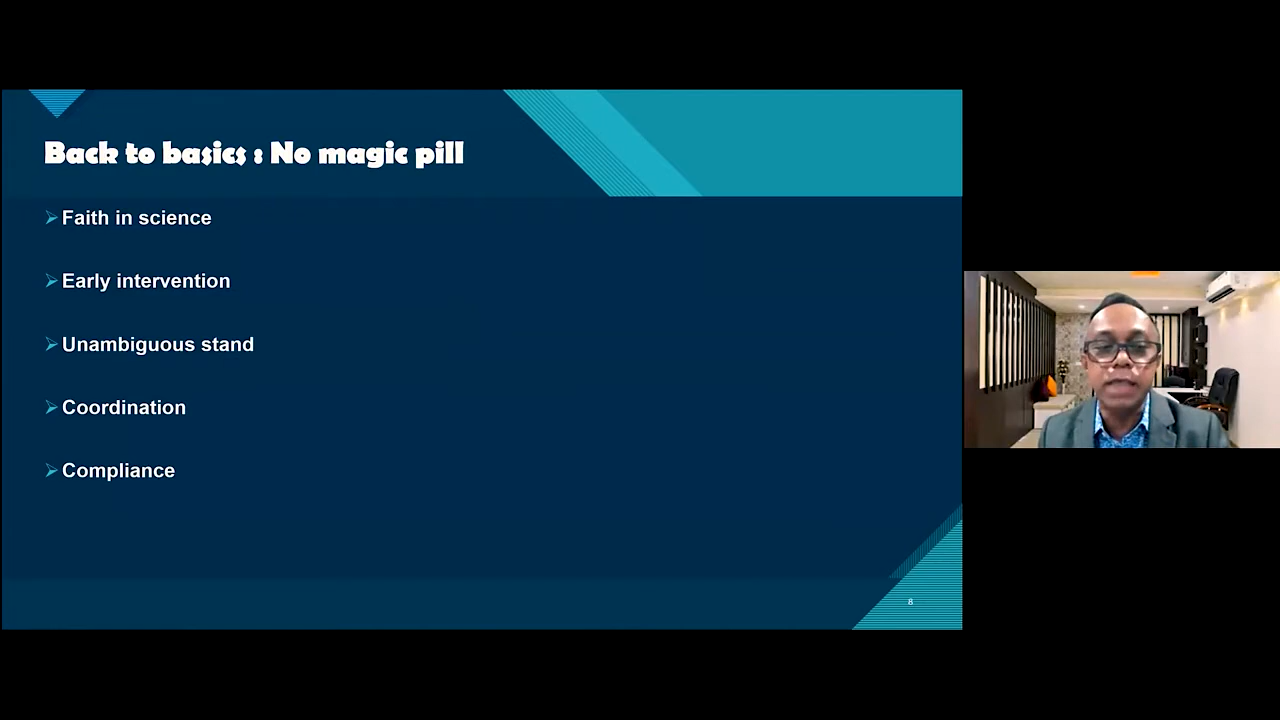 Back to basics : No magic pill
Faith in science
Early intervention
Unambiguous stand
Coordination
Compliance
8